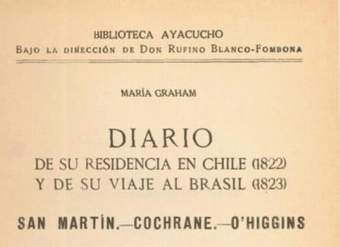 BIBLIOTECA AYACUCHO
BAJO LA DIRECCIÓN DE DON RUFINO BLANCO-FOMBONA
MARÍA GRAHAM
DIARIO
DE SU RESIDENCIA EN CHILE (1822)
Y DE SU VIAJE AL BRASIL (1823)
SAN MARTÍN.—COCHRANE.—O'HIGGINS